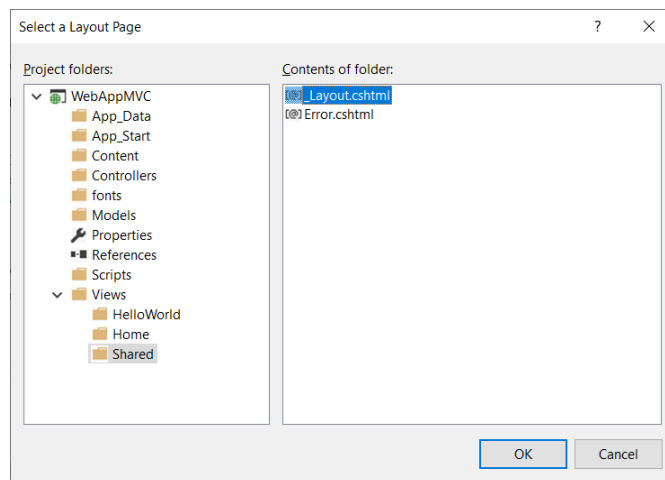 Select a Layout Page
Project folders:
WebAppMVC
App_Data
App_Start
Content
Controllers
fonts
Models
Properties
References
Scripts
Views
HelloWorld
Home
Shared
Contents of folder:
[@] _Layout.cshtml
[@] Error.cshtml
OK
Cancel